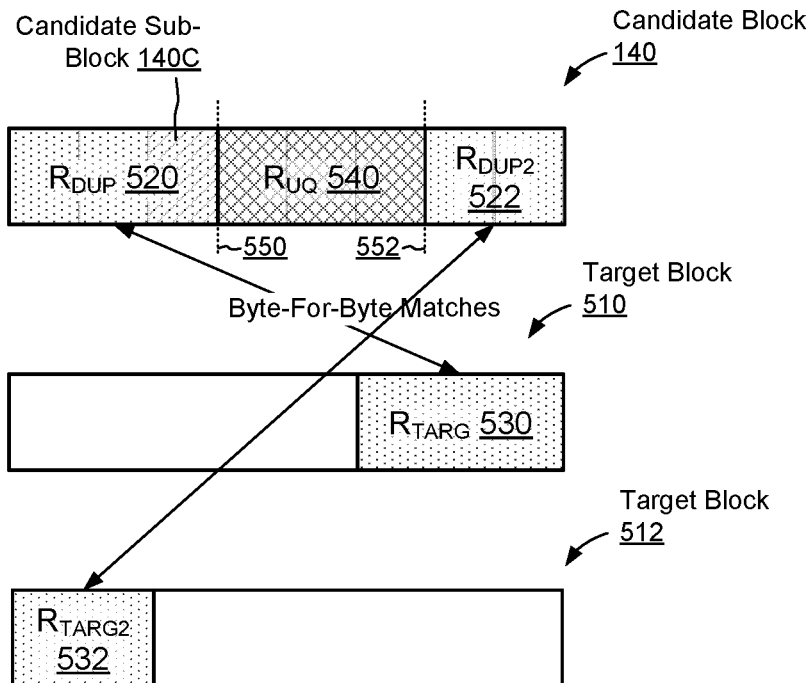 Candidate Sub-
Block 140C
Candidate Block
140
RDUP 520
RUQ 540
RDUP2
522
550
552
Target Block
510
Byte-For-Byte Matches
RTARG 530
Target Block
512
RTARG2
532